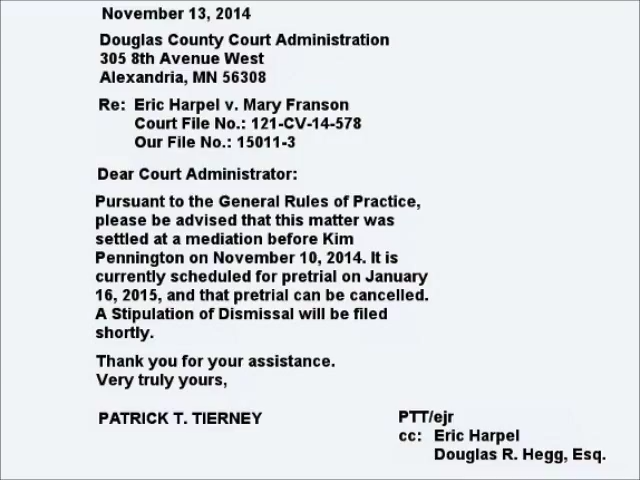 November 13, 2014
Douglas County Court Administration
305 8th Avenue West
Alexandria, MN 56308
Re: Eric Harpel v. Mary Franson
Court File No.: 121-CV-14-578
Our File No.: 15011-3
Dear Court Administrator:
Pursuant to the General Rules of Practice,
please be advised that this matter was
settled at a mediation before Kim
Pennington on November 10, 2014. It is
currently scheduled for pretrial on January
16, 2015, and that pretrial can be cancelled.
A Stipulation of Dismissal will be filed
shortly.
Thank you for your assistance.
Very truly yours,
PATRICK T. TIERNEY
PTT/ejr
cc: Eric Harpel
Douglas R. Hegg, Esq.